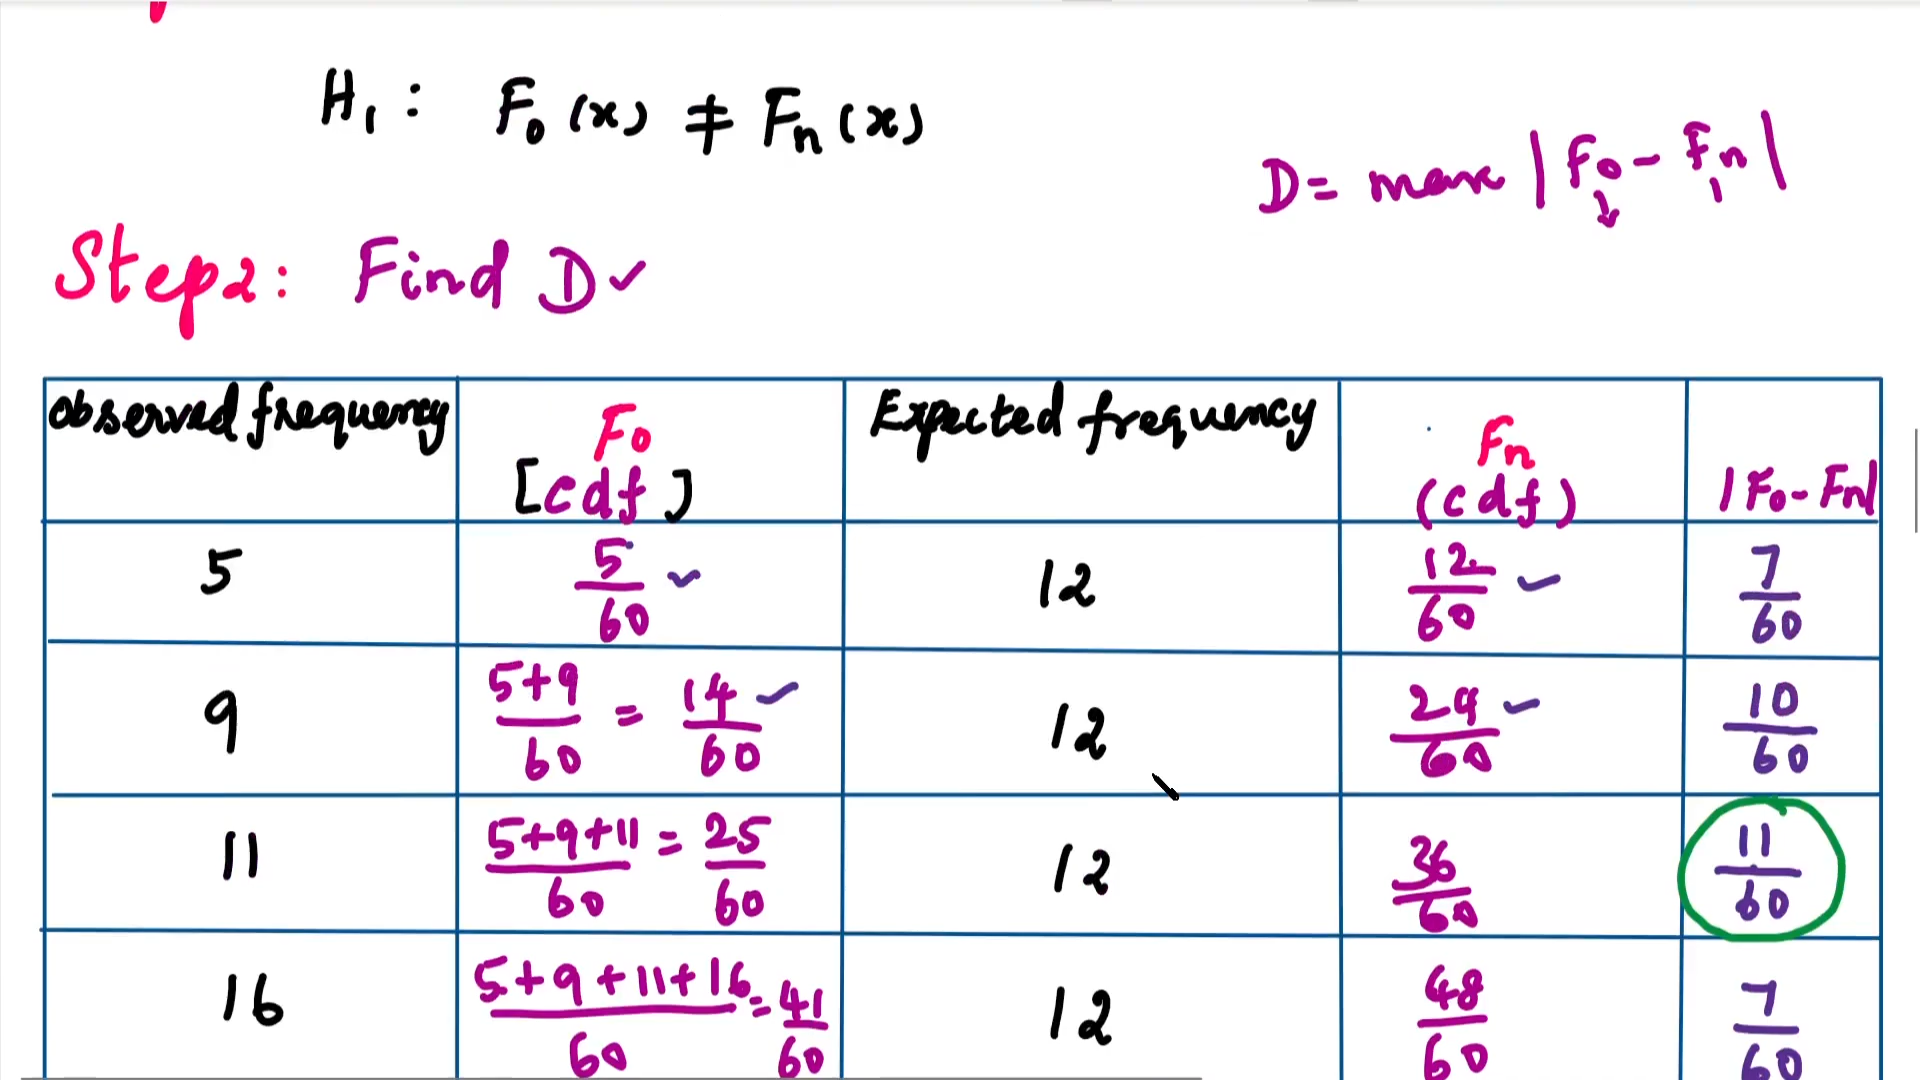 H₁ : F₀(x) ≠ Fₙ(x)
D = max |F₀ - Fₙ|
Step2: Find D ✓
Observed frequency | F₀ [cdf] | Expected frequency | Fₙ (cdf) | |F₀ - Fₙ|
5 | 5/60 ✓ | 12 | 12/60 ✓ | 7/60
9 | 5+9/60 = 14/60 ✓ | 12 | 24/60 ✓ | 10/60
11 | 5+9+11/60 = 25/60 | 12 | 36/60 | 11/60
16 | 5+9+11+16/60 = 41/60 | 12 | 48/60 | 7/60